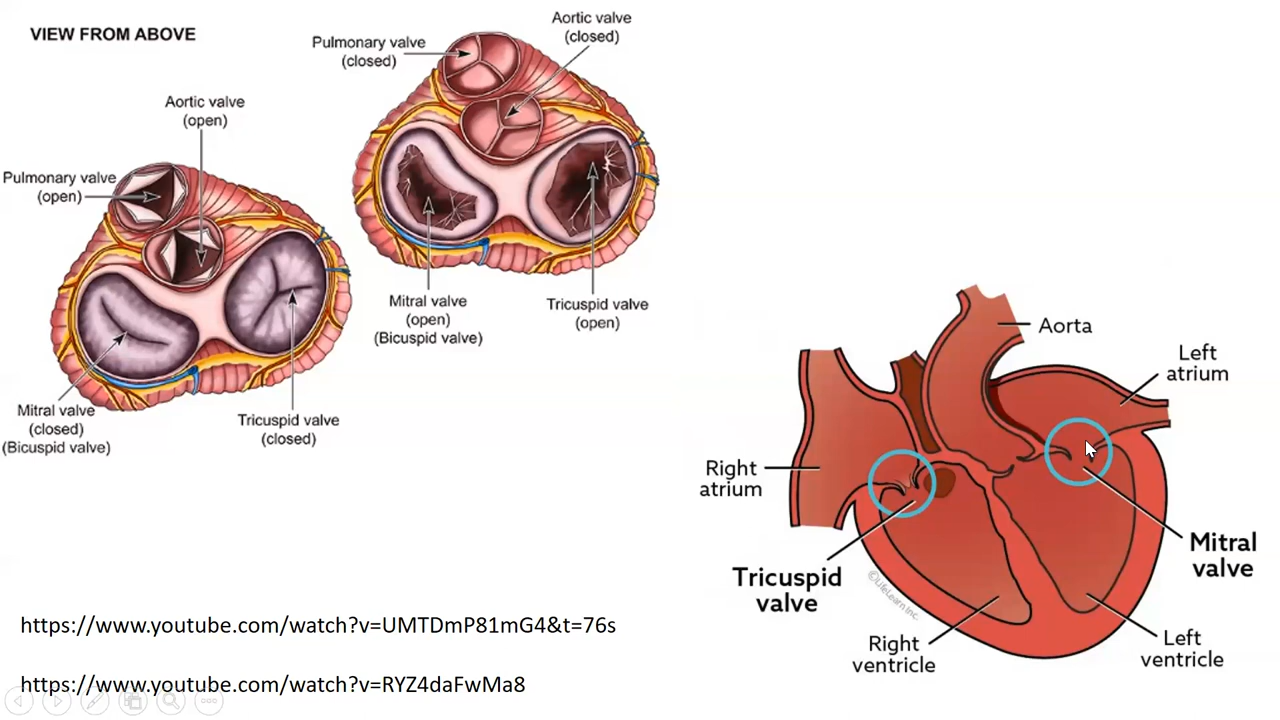 VIEW FROM ABOVE
Aortic valve
(open)
Pulmonary valve
(open)
Mitral valve
(closed)
(Bicuspid valve)
Tricuspid valve
(closed)
Pulmonary valve
(closed)
Aortic valve
(closed)
Mitral valve
(open)
(Bicuspid valve)
Tricuspid valve
(open)
Aorta
Left
atrium
Right
atrium
Mitral
valve
Tricuspid
valve
©LifeLearn Inc.
Right
ventricle
Left
ventricle
https://www.youtube.com/watch?v=UMTDmP81mG4&t=76s
https://www.youtube.com/watch?v=RYZ4daFwMa8